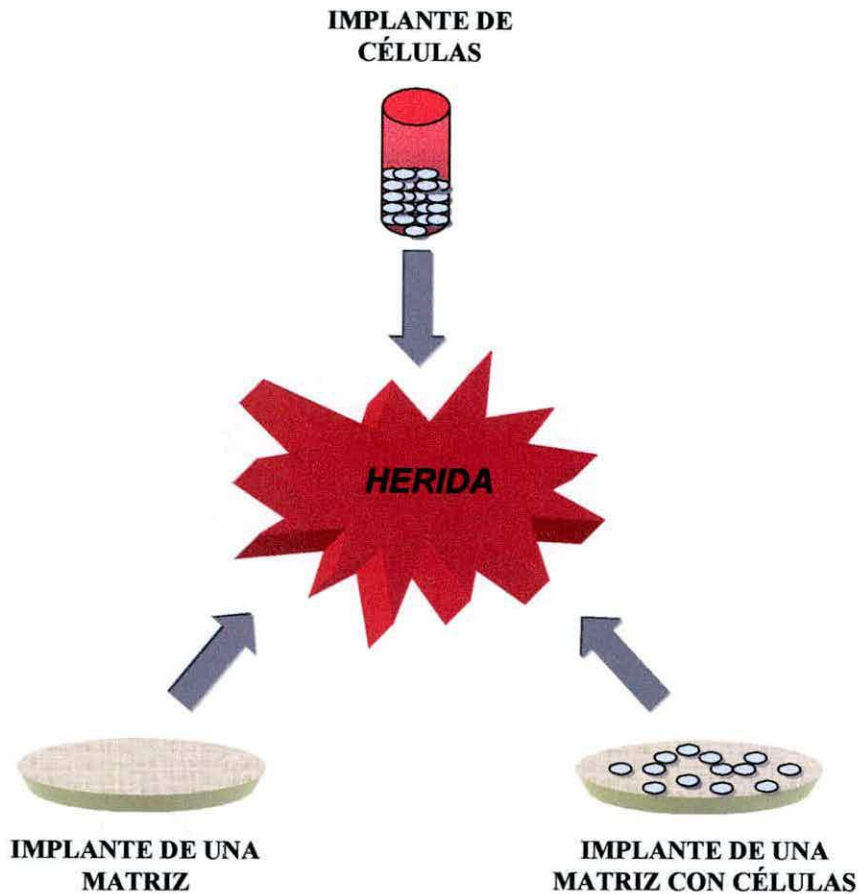 IMPLANTE DE
CÉLULAS
HERIDA
IMPLANTE DE UNA
MATRIZ
IMPLANTE DE UNA
MATRIZ CON CÉLULAS